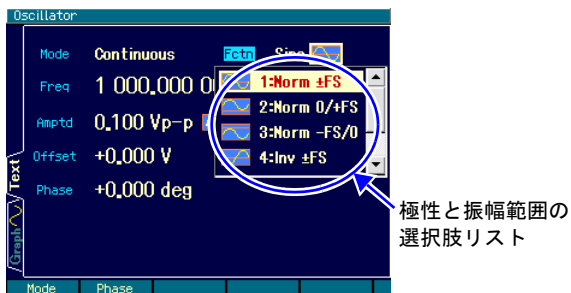 Oscillator
Mode Continuous Fctn Sine
Freq 1 000.000 0
1:Norm ±FS
2:Norm 0/+FS
Amptd 0.100 Vp-p
3:Norm -FS/0
Offset +0.000 V
4:Inv ±FS
Phase +0.000 deg
Text
Graph
極性と振幅範囲の
選択肢リスト
Mode Phase